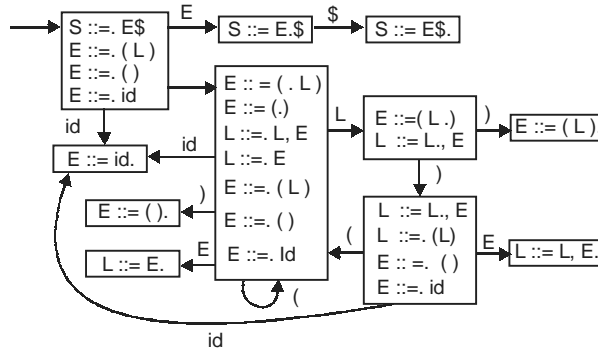 S ::=. E$
E ::=. ( L )
E ::=. ( )
E ::=. id
E
S ::= E.$
$
S ::= E$.
id
E ::= id.
id
E :: = ( . L )
E ::= (.)
L ::=. L, E
L ::=. E
E ::=. ( L )
E ::=. ( )
E ::=. Id
L
E ::=( L .)
L ::= L., E
)
E ::= ( L ).
)
E ::= ( ).
E
L ::= E.
(
)
L ::= L., E
L ::=. (L)
E :: =. ( )
E ::=. id
(
E
L ::= L, E.
id